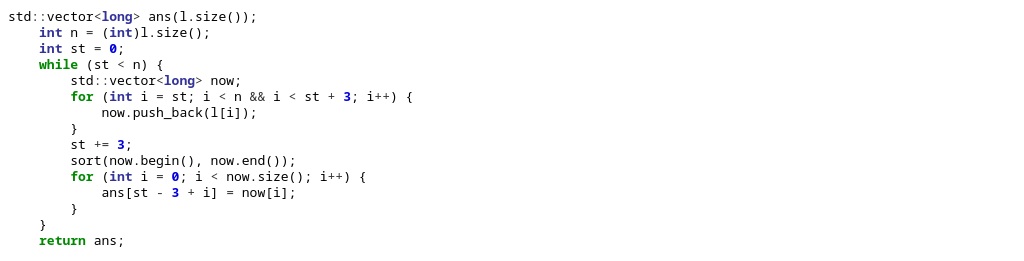 std::vector<long> ans(l.size());
    int n = (int)l.size();
    int st = 0;
    while (st < n) {
        std::vector<long> now;
        for (int i = st; i < n && i < st + 3; i++) {
            now.push_back(l[i]);
        }
        st += 3;
        sort(now.begin(), now.end());
        for (int i = 0; i < now.size(); i++) {
            ans[st - 3 + i] = now[i];
        }
    }
    return ans;